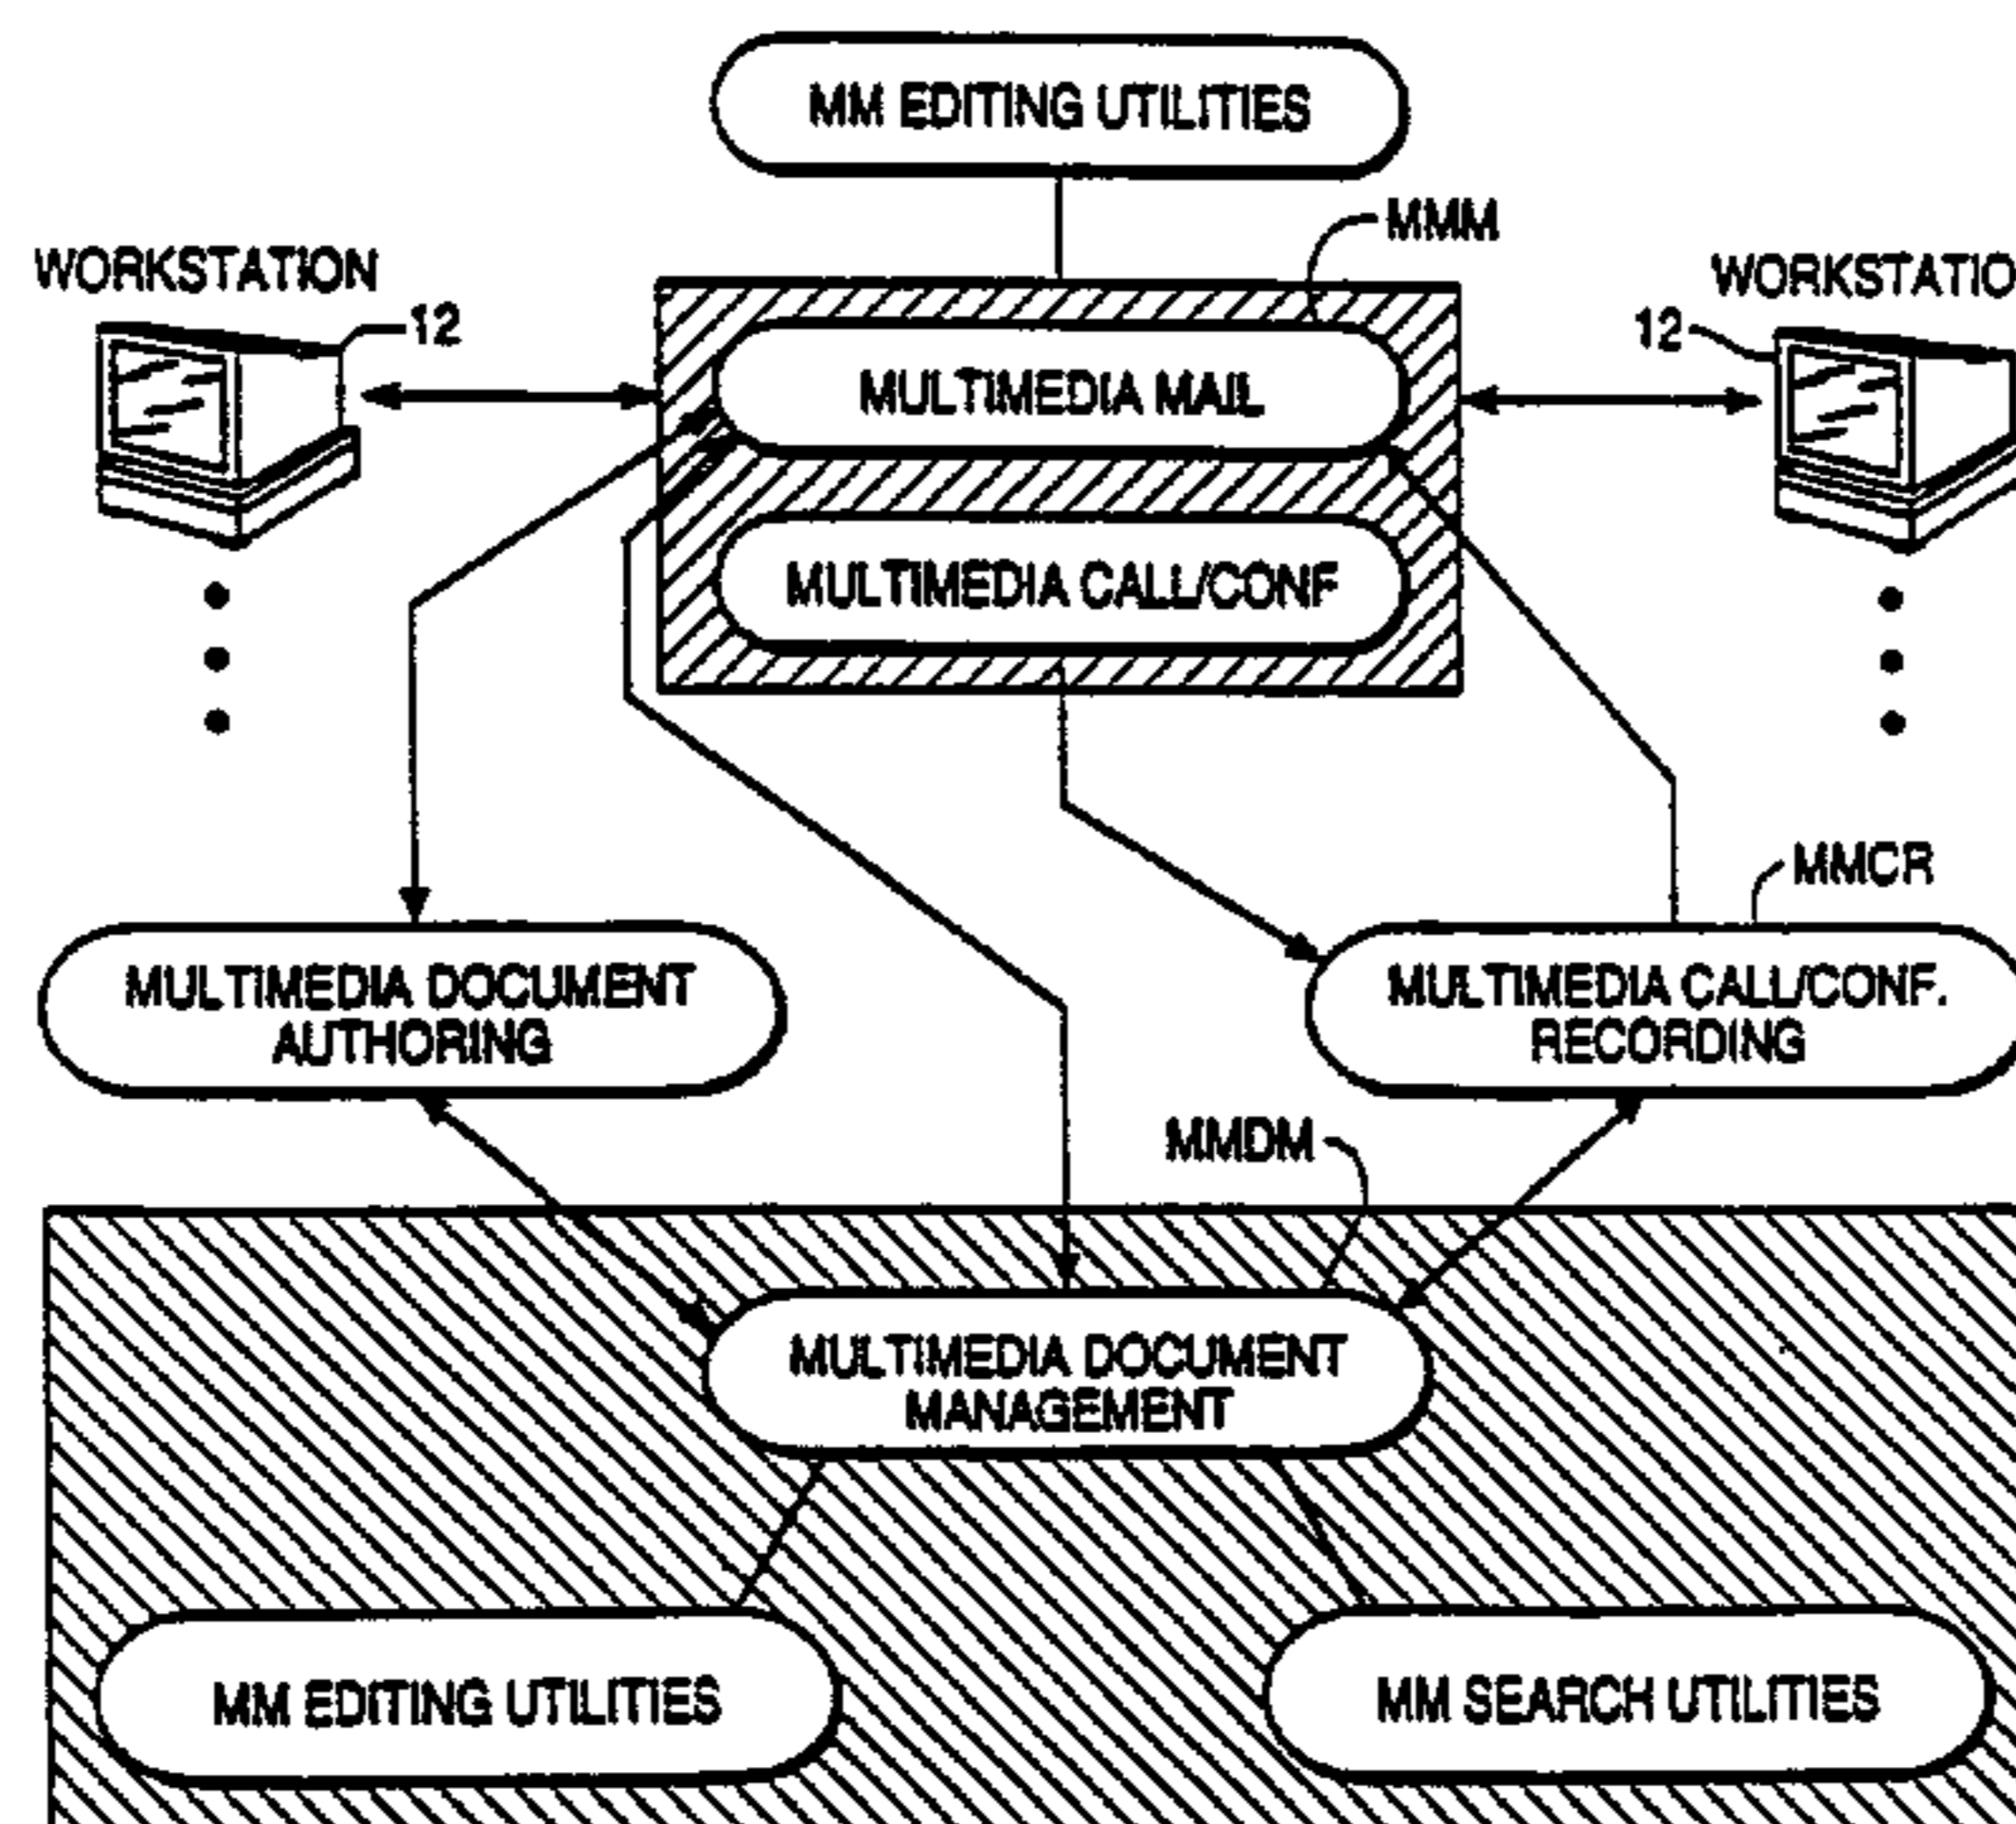 MM EDITING UTILITIES
MMM
WORKSTATION
WORKSTATIO
12
12
MULTIMEDIA MAIL
MULTIMEDIA CALL/CONF
MMCR
MULTIMEDIA DOCUMENT
AUTHORING
MULTIMEDIA CALL/CONF.
RECORDING
MMDM
MULTIMEDIA DOCUMENT
MANAGEMENT
MM EDITING UTILITIES
MM SEARCH UTILITIES